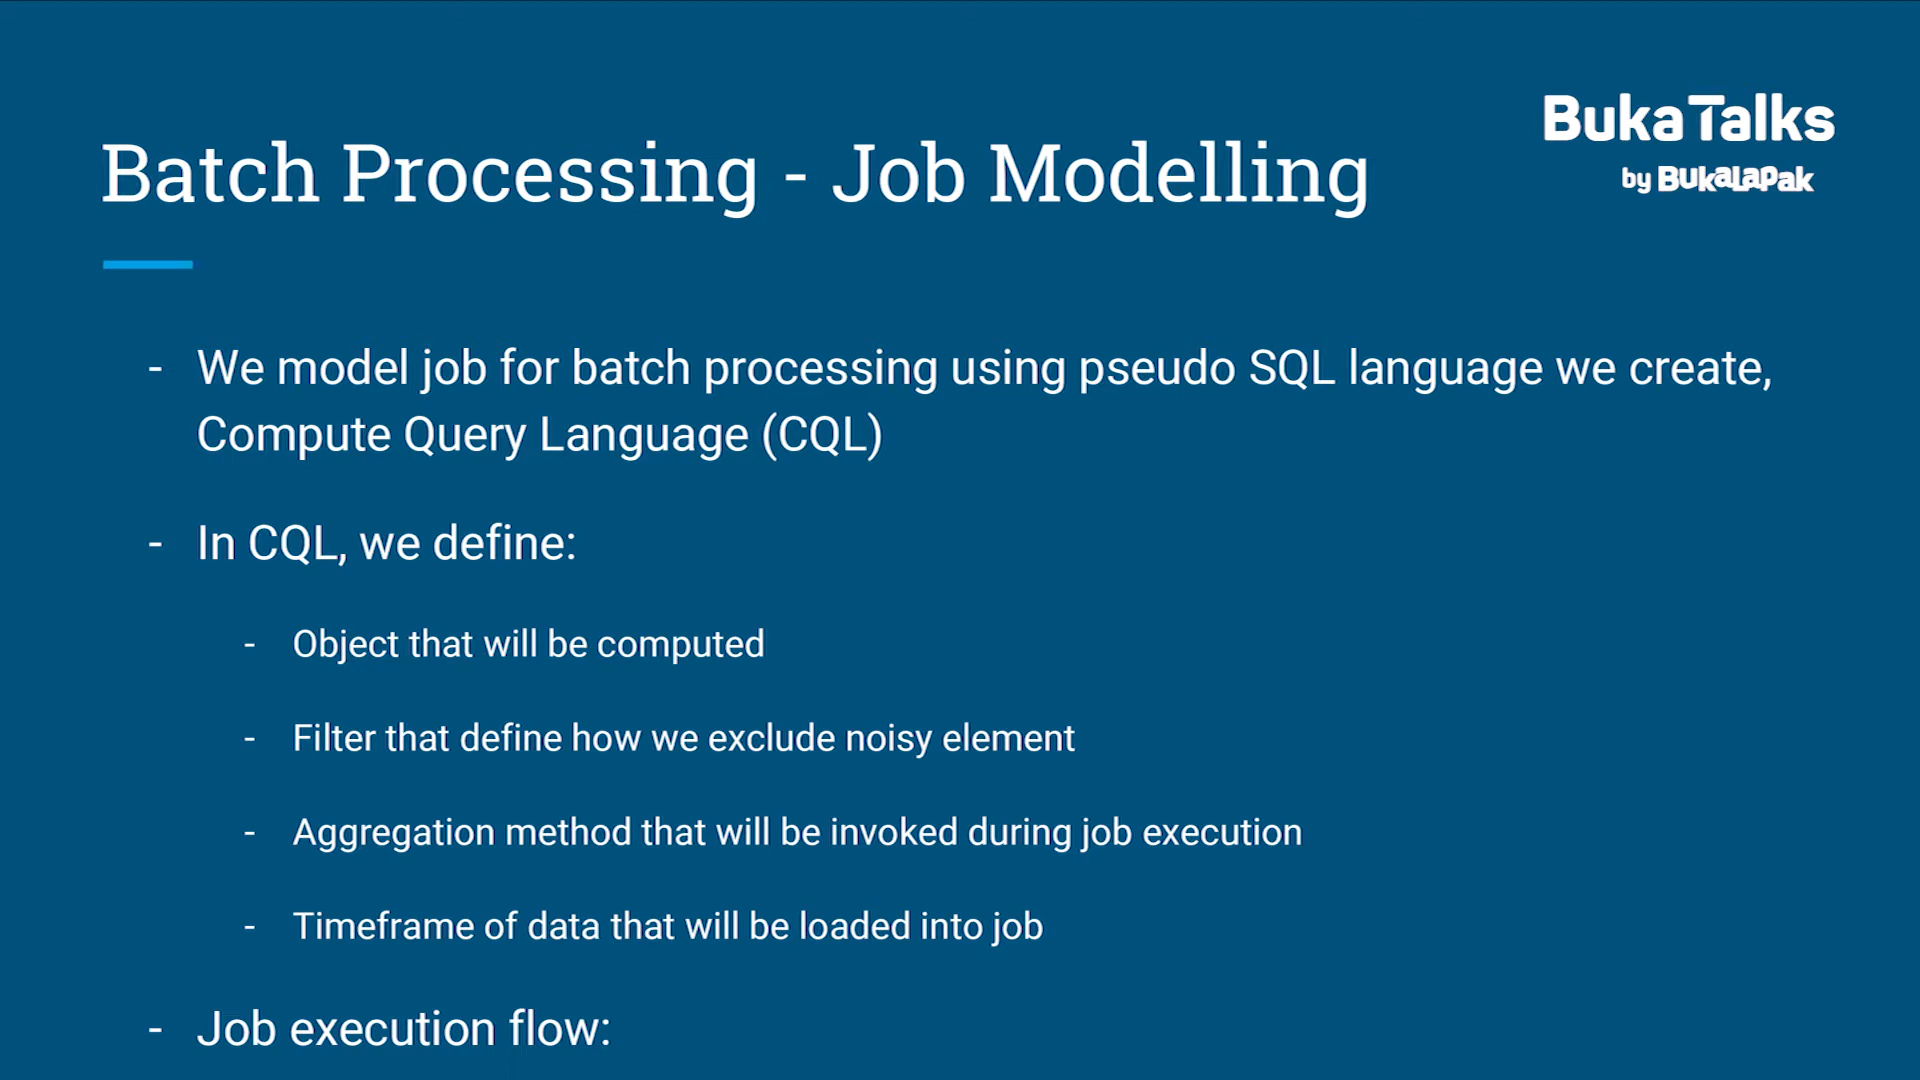 BukaTalks
by BukaLapak
Batch Processing - Job Modelling
- We model job for batch processing using pseudo SQL language we create,
Compute Query Language (CQL)
- In CQL, we define:
- Object that will be computed
- Filter that define how we exclude noisy element
- Aggregation method that will be invoked during job execution
- Timeframe of data that will be loaded into job
- Job execution flow: